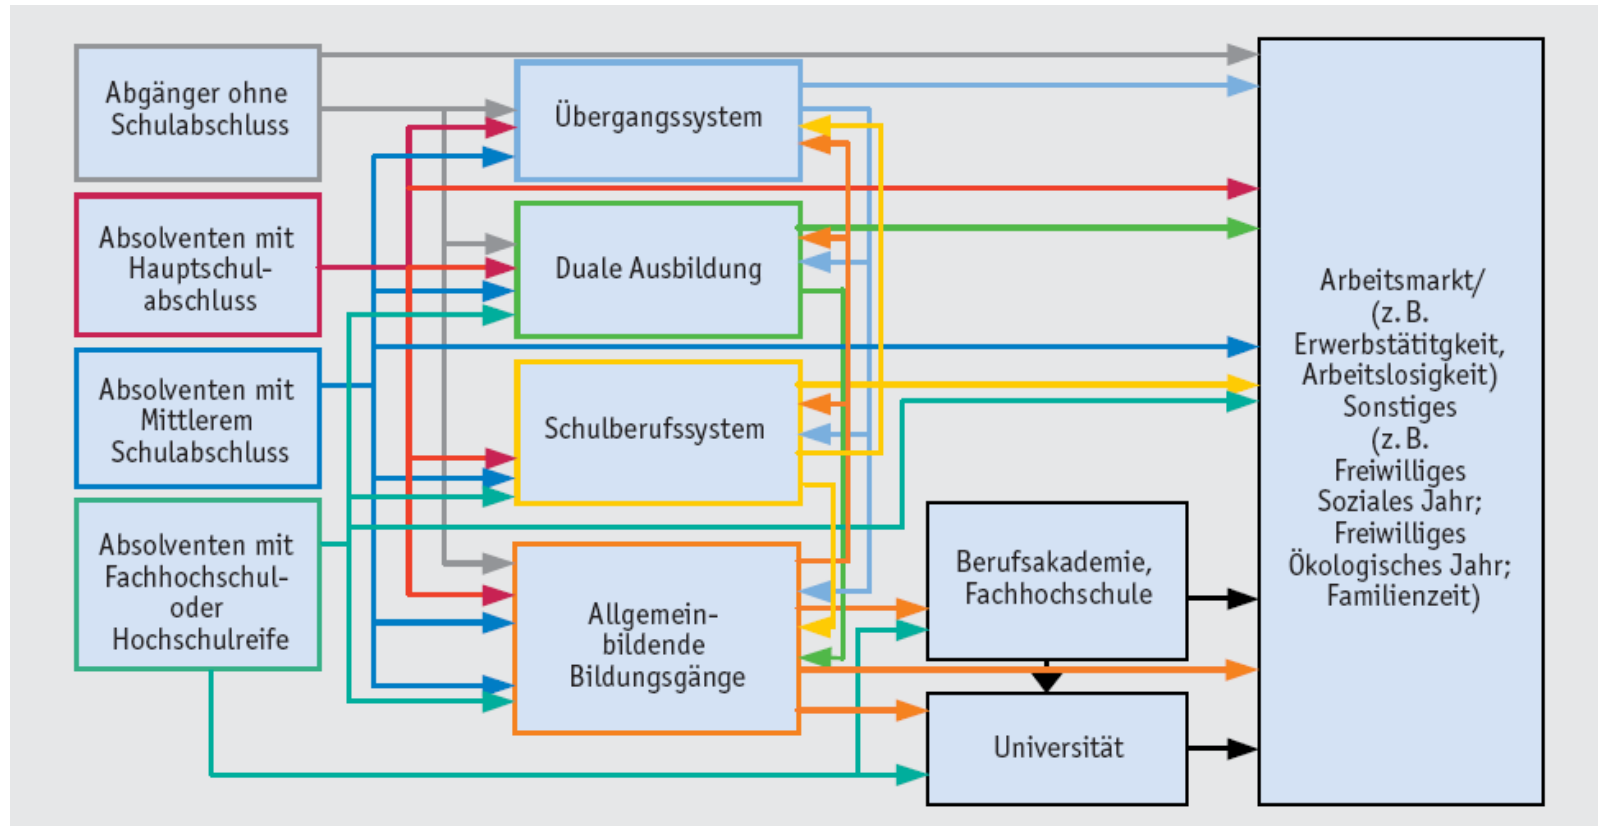 Abgänger ohne
Schulabschluss
Absolventen mit
Hauptschul-
abschluss
Absolventen mit
Mittlerem
Schulabschluss
Absolventen mit
Fachhochschul-
oder
Hochschulreife
Übergangssystem
Duale Ausbildung
Schulberufssystem
Allgemein-
bildende
Bildungsgänge
Berufsakademie,
Fachhochschule
Universität
Arbeitsmarkt/
(z. B.
Erwerbstätitgkeit,
Arbeitslosigkeit)
Sonstiges
(z. B.
Freiwilliges
Soziales Jahr;
Freiwilliges
Ökologisches Jahr;
Familienzeit)